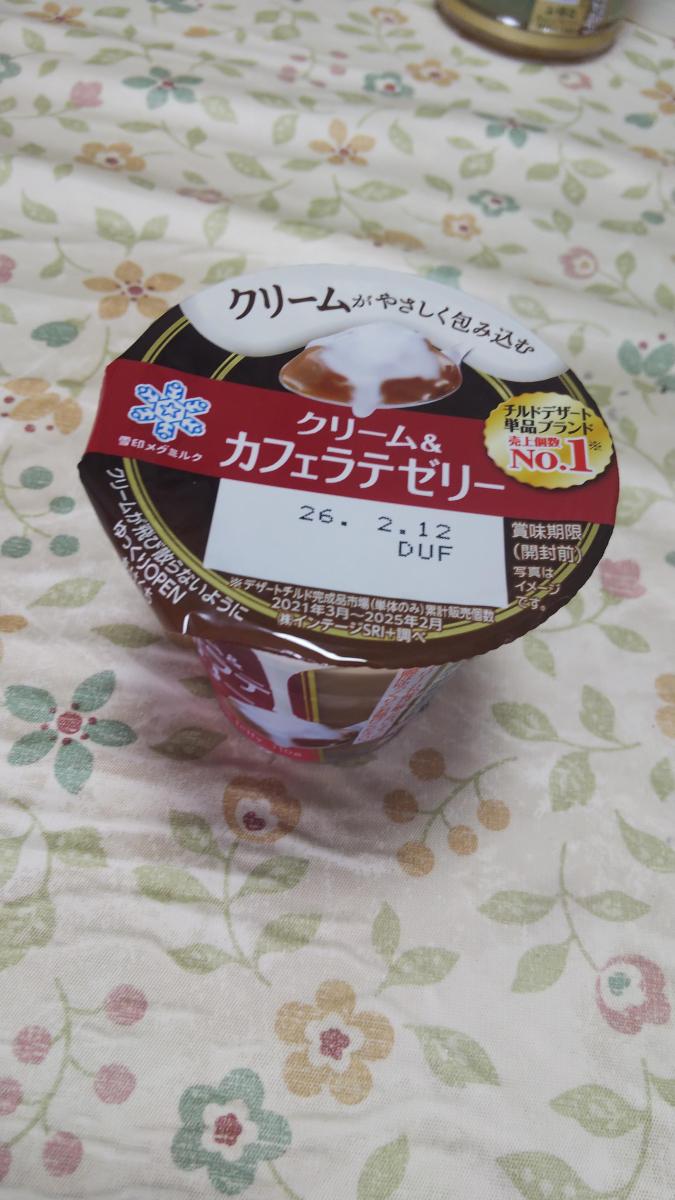 クリームがやさしく包み込む
チルドデザート
単品ブランド
売上個数
No.1※
雪印メグミルク
クリーム&
カフェラテゼリー
26. 2.12
DUF
賞味期限
(開封前)
写真は
イメージ
です。
クリームが飛び散らないように
ゆっくりOPEN
※デザートチルド完成品市場(単体のみ)累計販売個数
2021年3月～2025年2月
㈱インテージSRI+調べ